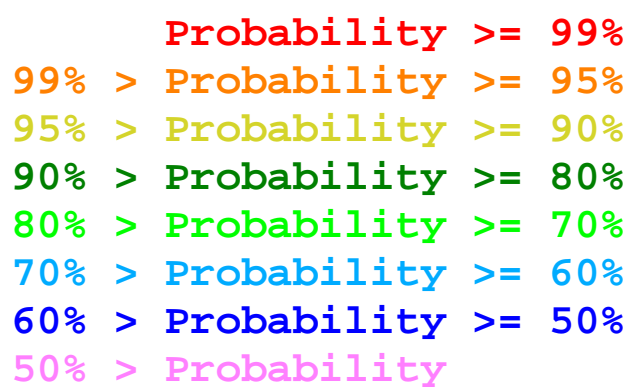 Probability >= 99%
99% > Probability >= 95%
95% > Probability >= 90%
90% > Probability >= 80%
80% > Probability >= 70%
70% > Probability >= 60%
60% > Probability >= 50%
50% > Probability